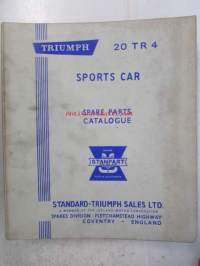 TRIUMPH
20 TR 4
SPORTS CAR
SPARE PARTS
CATALOGUE
STANPART
STANDARD-TRIUMPH SALES LTD.
A MEMBER OF THE LEYLAND MOTOR CORPORATION
SPARES DIVISION · FLETCHAMSTEAD HIGHWAY
COVENTRY - ENGLAND